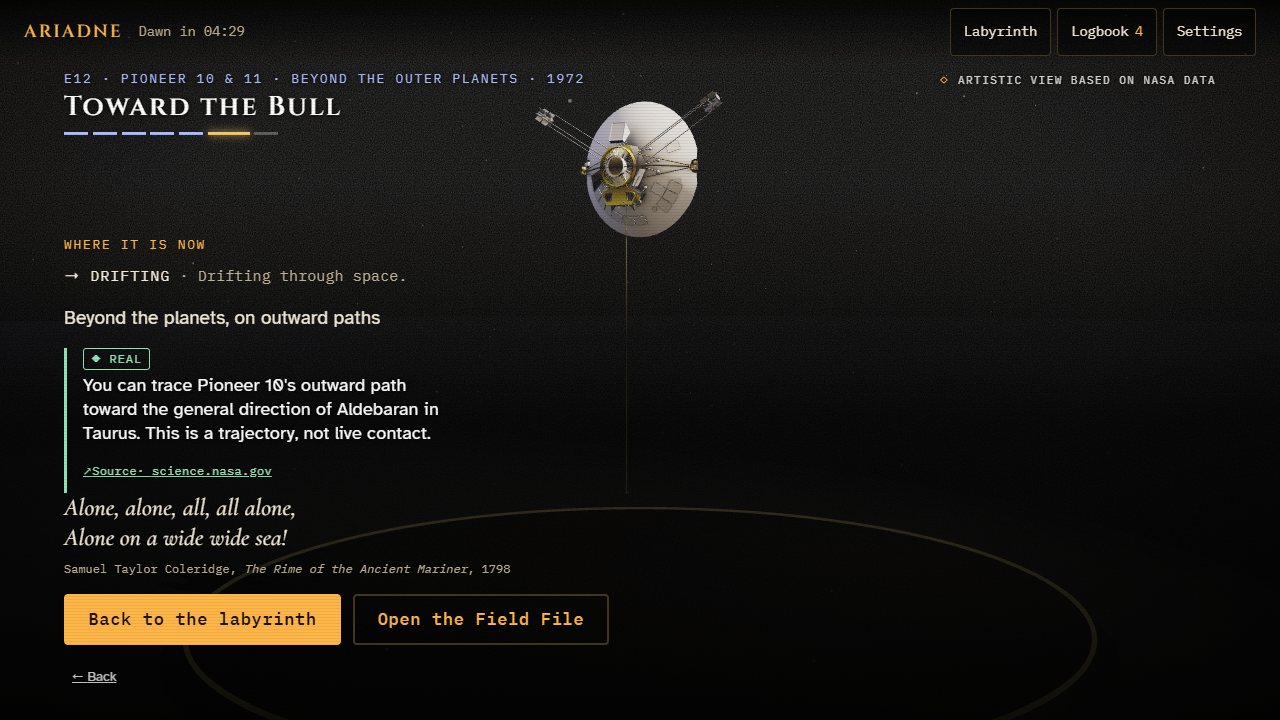 ARIADNE Dawn in 04:29
Labyrinth
Logbook 4
Settings
E12 · PIONEER 10 & 11 · BEYOND THE OUTER PLANETS · 1972
◇ ARTISTIC VIEW BASED ON NASA DATA
Toward the Bull
WHERE IT IS NOW
→ DRIFTING · Drifting through space.
Beyond the planets, on outward paths
◆ REAL
You can trace Pioneer 10's outward path
toward the general direction of Aldebaran in
Taurus. This is a trajectory, not live contact.
↗Source· science.nasa.gov
Alone, alone, all, all alone,
Alone on a wide wide sea!
Samuel Taylor Coleridge, The Rime of the Ancient Mariner, 1798
Back to the labyrinth
Open the Field File
← Back